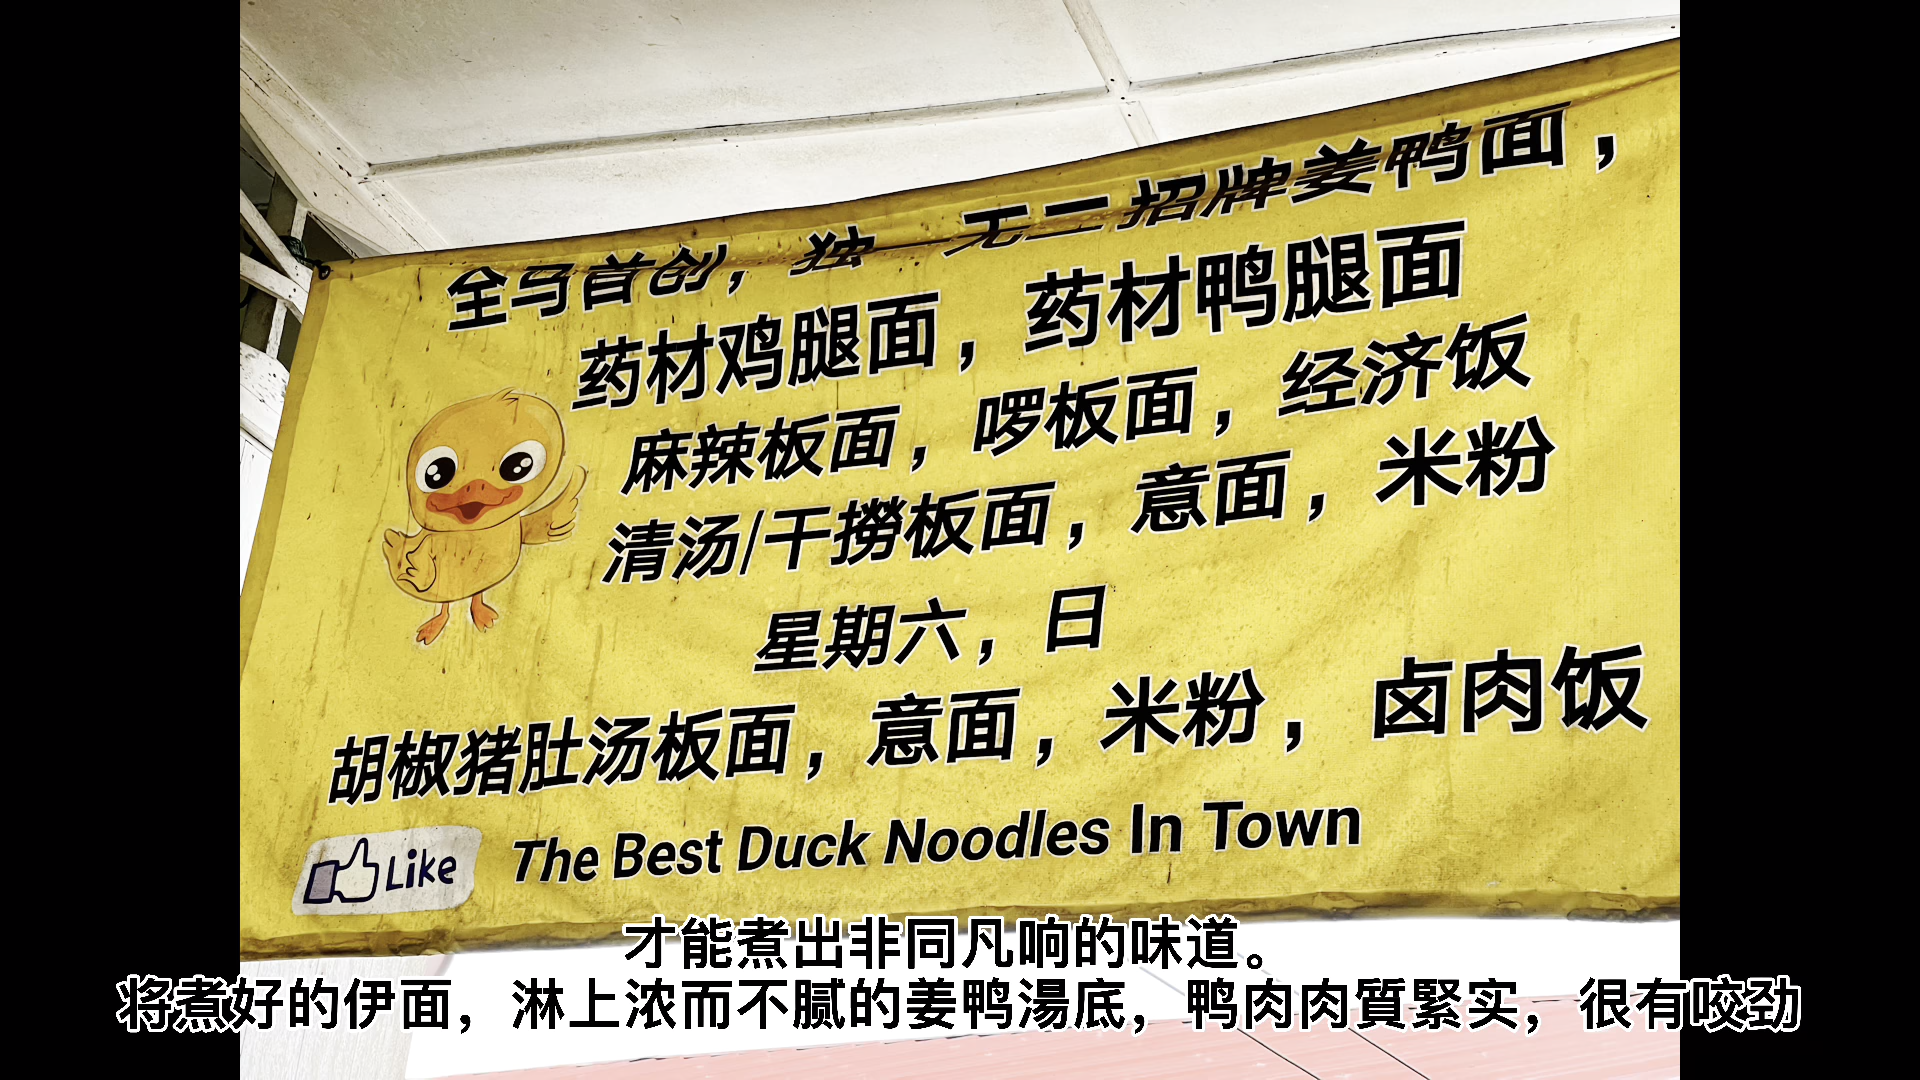 全马首创，独一无二招牌姜鸭面，
药材鸡腿面，药材鸭腿面
麻辣板面，啰板面，经济饭
清汤/干撈板面，意面，米粉
星期六，日
胡椒猪肚汤板面，意面，米粉，卤肉饭
Like The Best Duck Noodles In Town
才能煮出非同凡响的味道。
将煮好的伊面，淋上浓而不腻的姜鸭湯底，鸭肉肉質緊实，很有咬劲